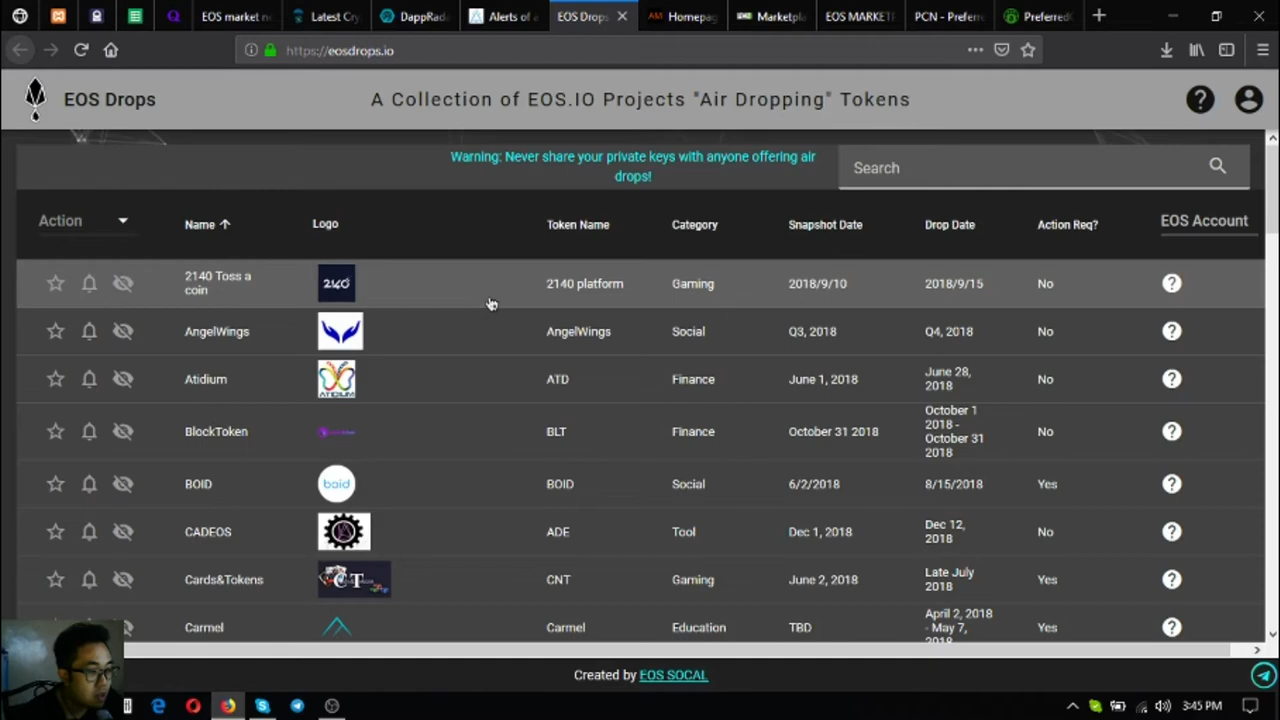 EOS market ne
Latest Cry
DappRada
Alerts of a
EOS Drops
Homepag
Marketpla
EOS MARKET
PCN - Preferre
Preferred
https://eosdrops.io
EOS Drops
A Collection of EOS.IO Projects "Air Dropping" Tokens
Warning: Never share your private keys with anyone offering air
drops!
Search
Action
Name
Logo
Token Name
Category
Snapshot Date
Drop Date
Action Req?
EOS Account
2140 Toss a
coin
2140
2140 platform
Gaming
2018/9/10
2018/9/15
No
AngelWings
AngelWings
Social
Q3, 2018
Q4, 2018
No
Atidium
ATIDIUM
ATD
Finance
June 1, 2018
June 28,
2018
No
BlockToken
BLT
Finance
October 31 2018
October 1
2018 -
October 31
2018
No
BOID
boid
BOID
Social
6/2/2018
8/15/2018
Yes
CADEOS
ADE
Tool
Dec 1, 2018
Dec 12,
2018
No
Cards&Tokens
CT
CNT
Gaming
June 2, 2018
Late July
2018
Yes
Carmel
Carmel
Education
TBD
April 2, 2018
- May 7,
2018
Yes
Created by EOS SOCAL
3:45 PM